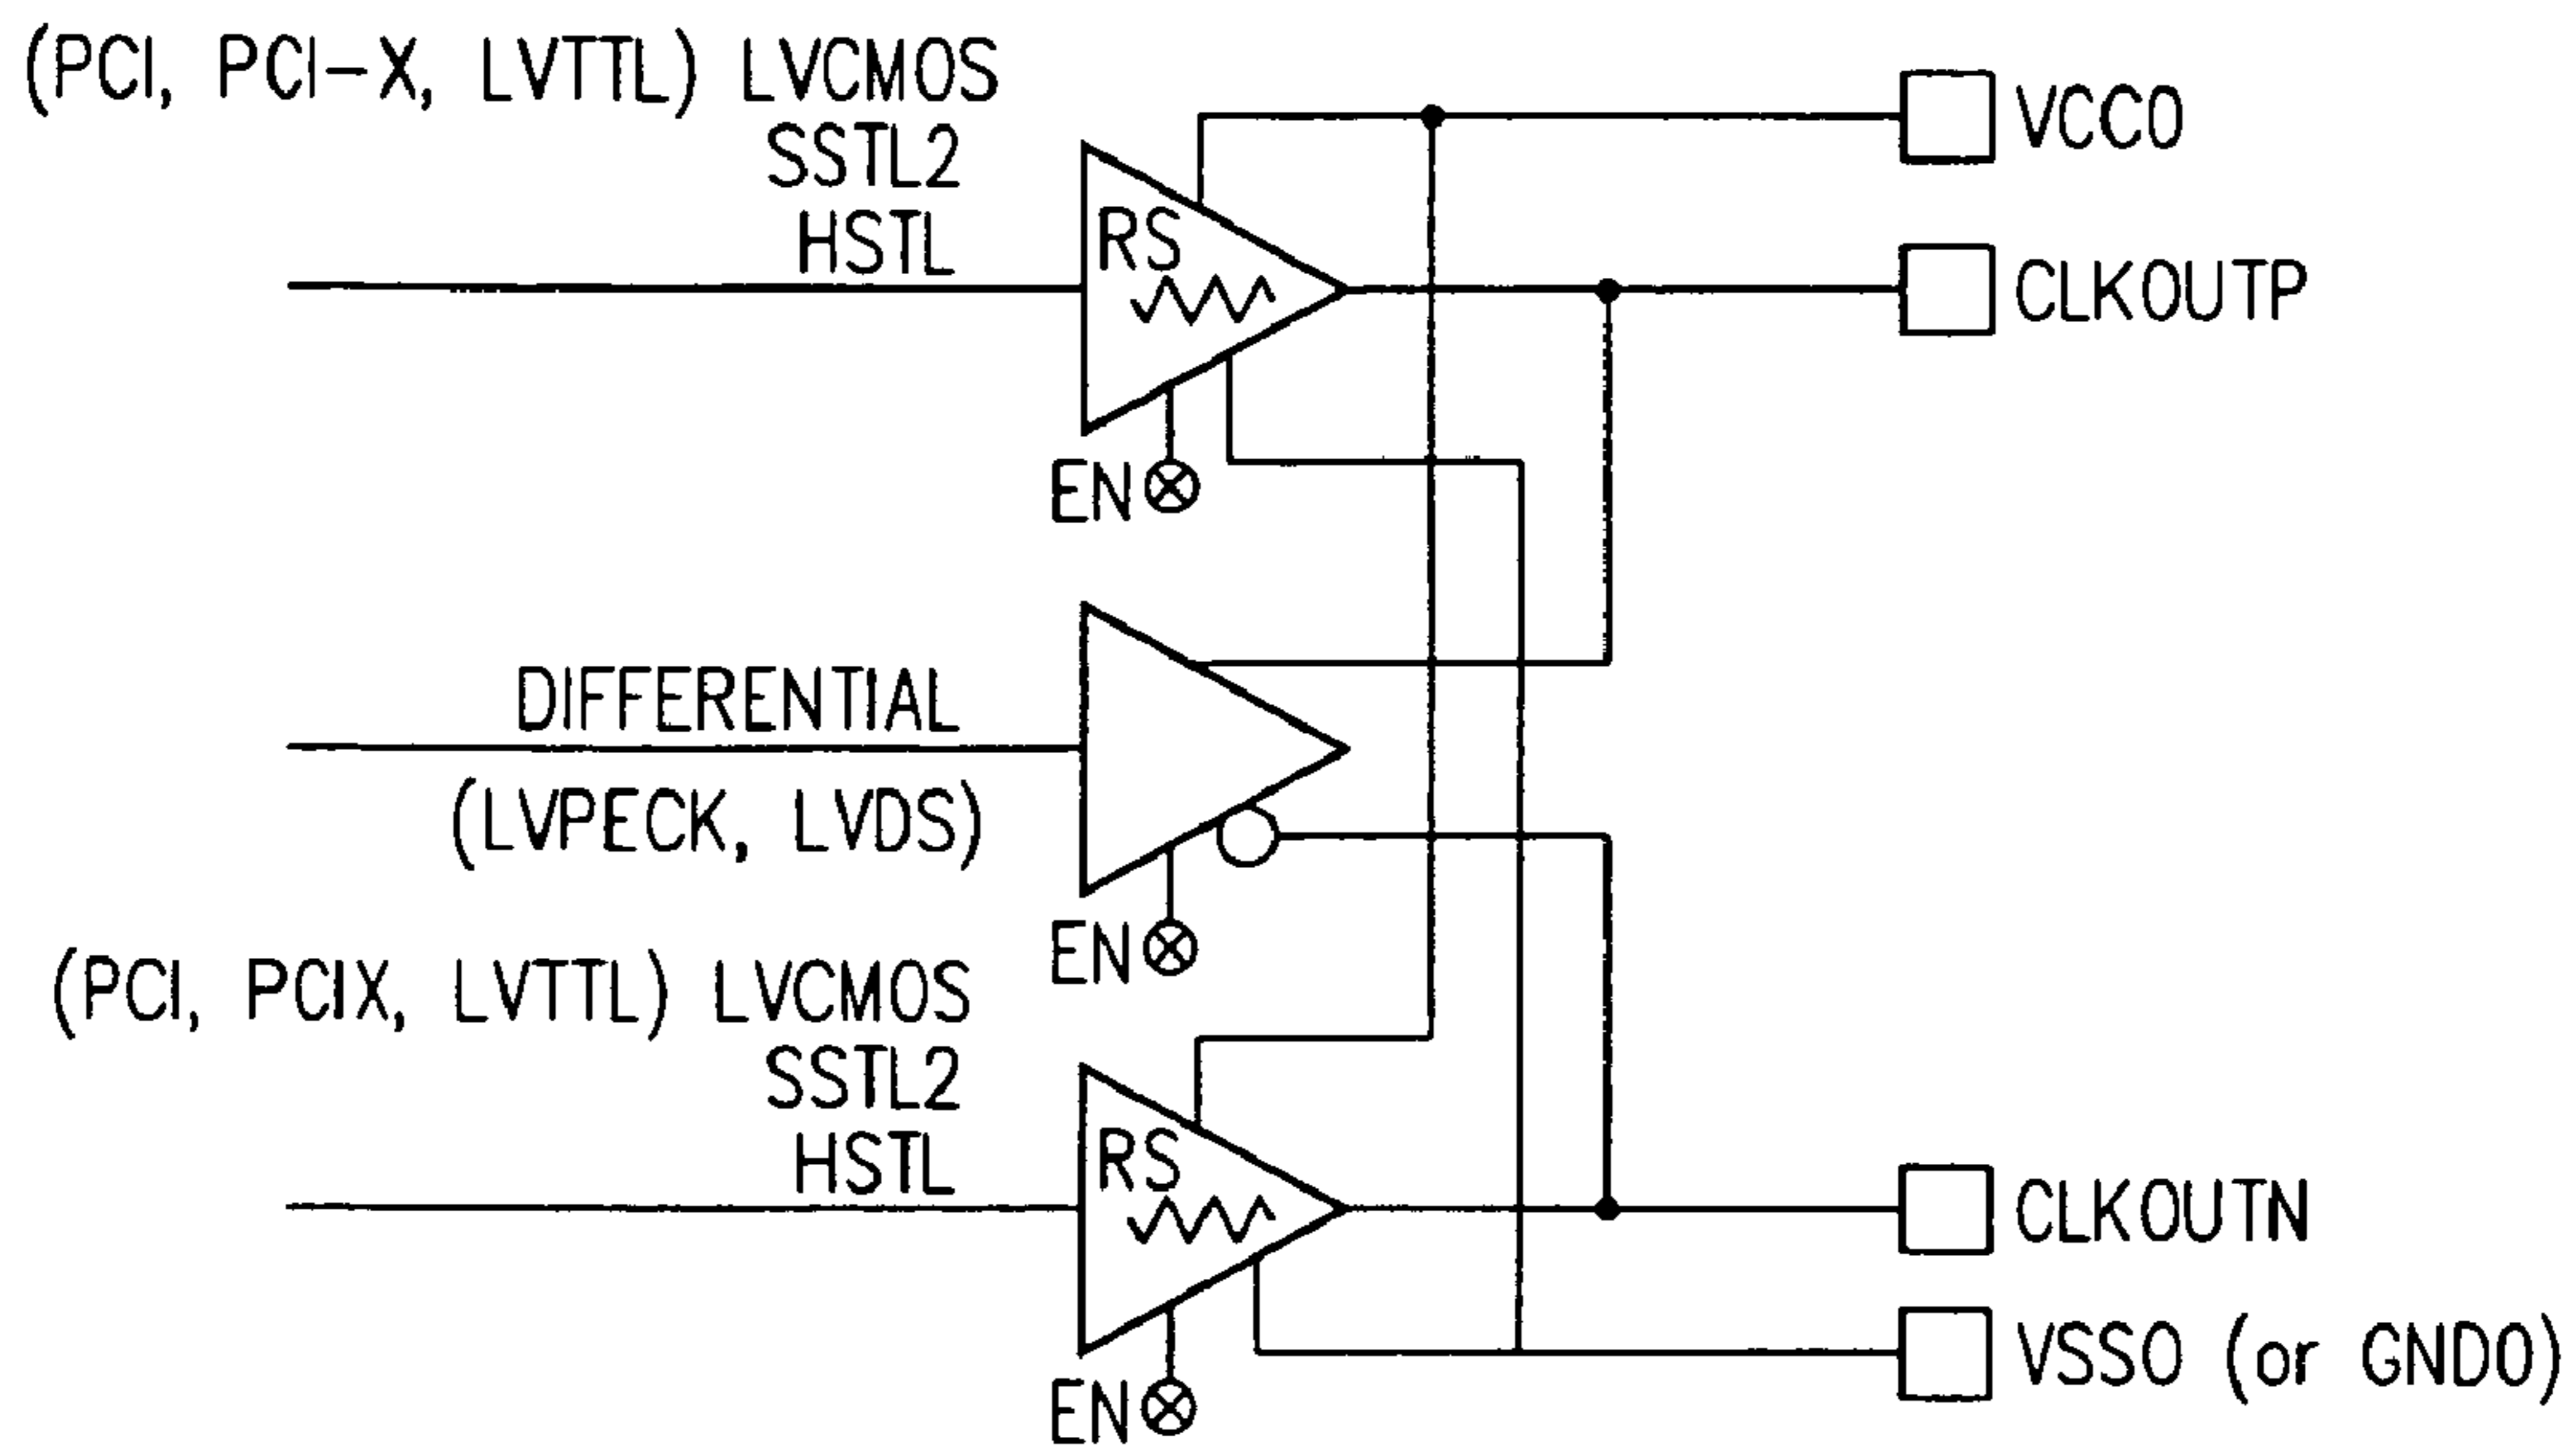 (PCI, PCI-X, LVTTL) LVCMOS
SSTL2
HSTL
RS
EN
VCCO
CLKOUTP
DIFFERENTIAL
(LVPECK, LVDS)
EN
(PCI, PCIX, LVTTL) LVCMOS
SSTL2
HSTL
RS
EN
CLKOUTN
VSSO (or GNDO)